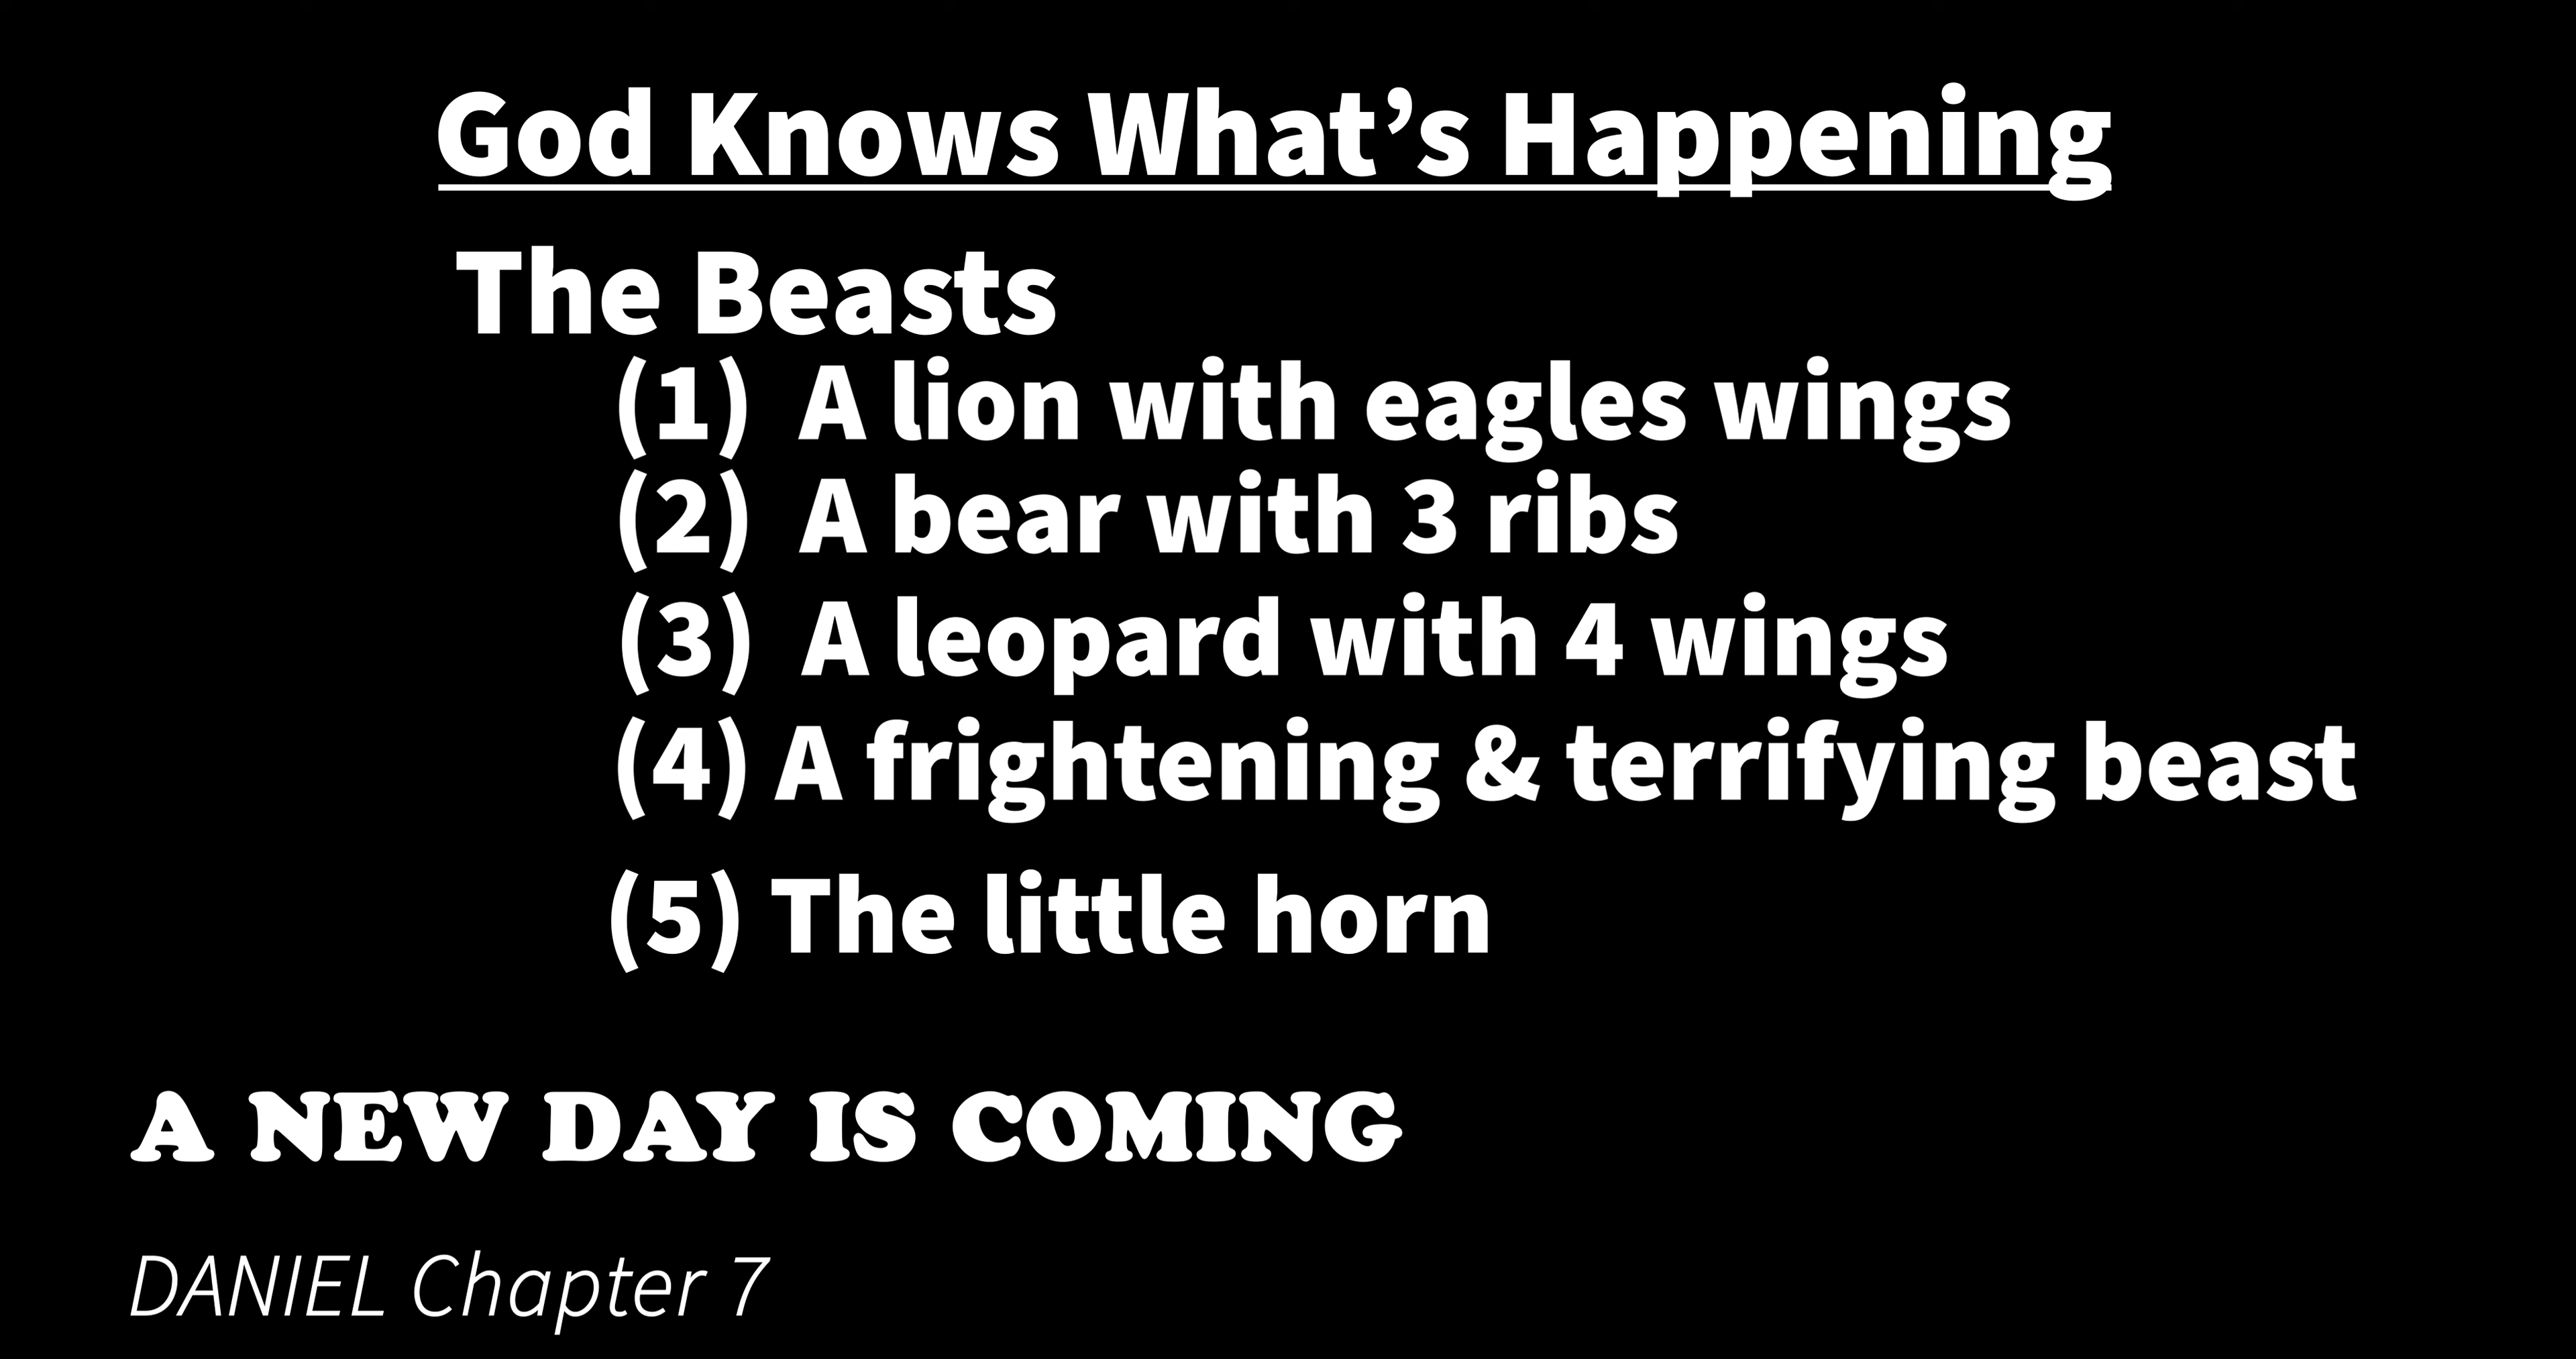 God Knows What’s Happening
The Beasts
(1) A lion with eagles wings
(2) A bear with 3 ribs
(3) A leopard with 4 wings
(4) A frightening & terrifying beast
(5) The little horn
A NEW DAY IS COMING
DANIEL Chapter 7